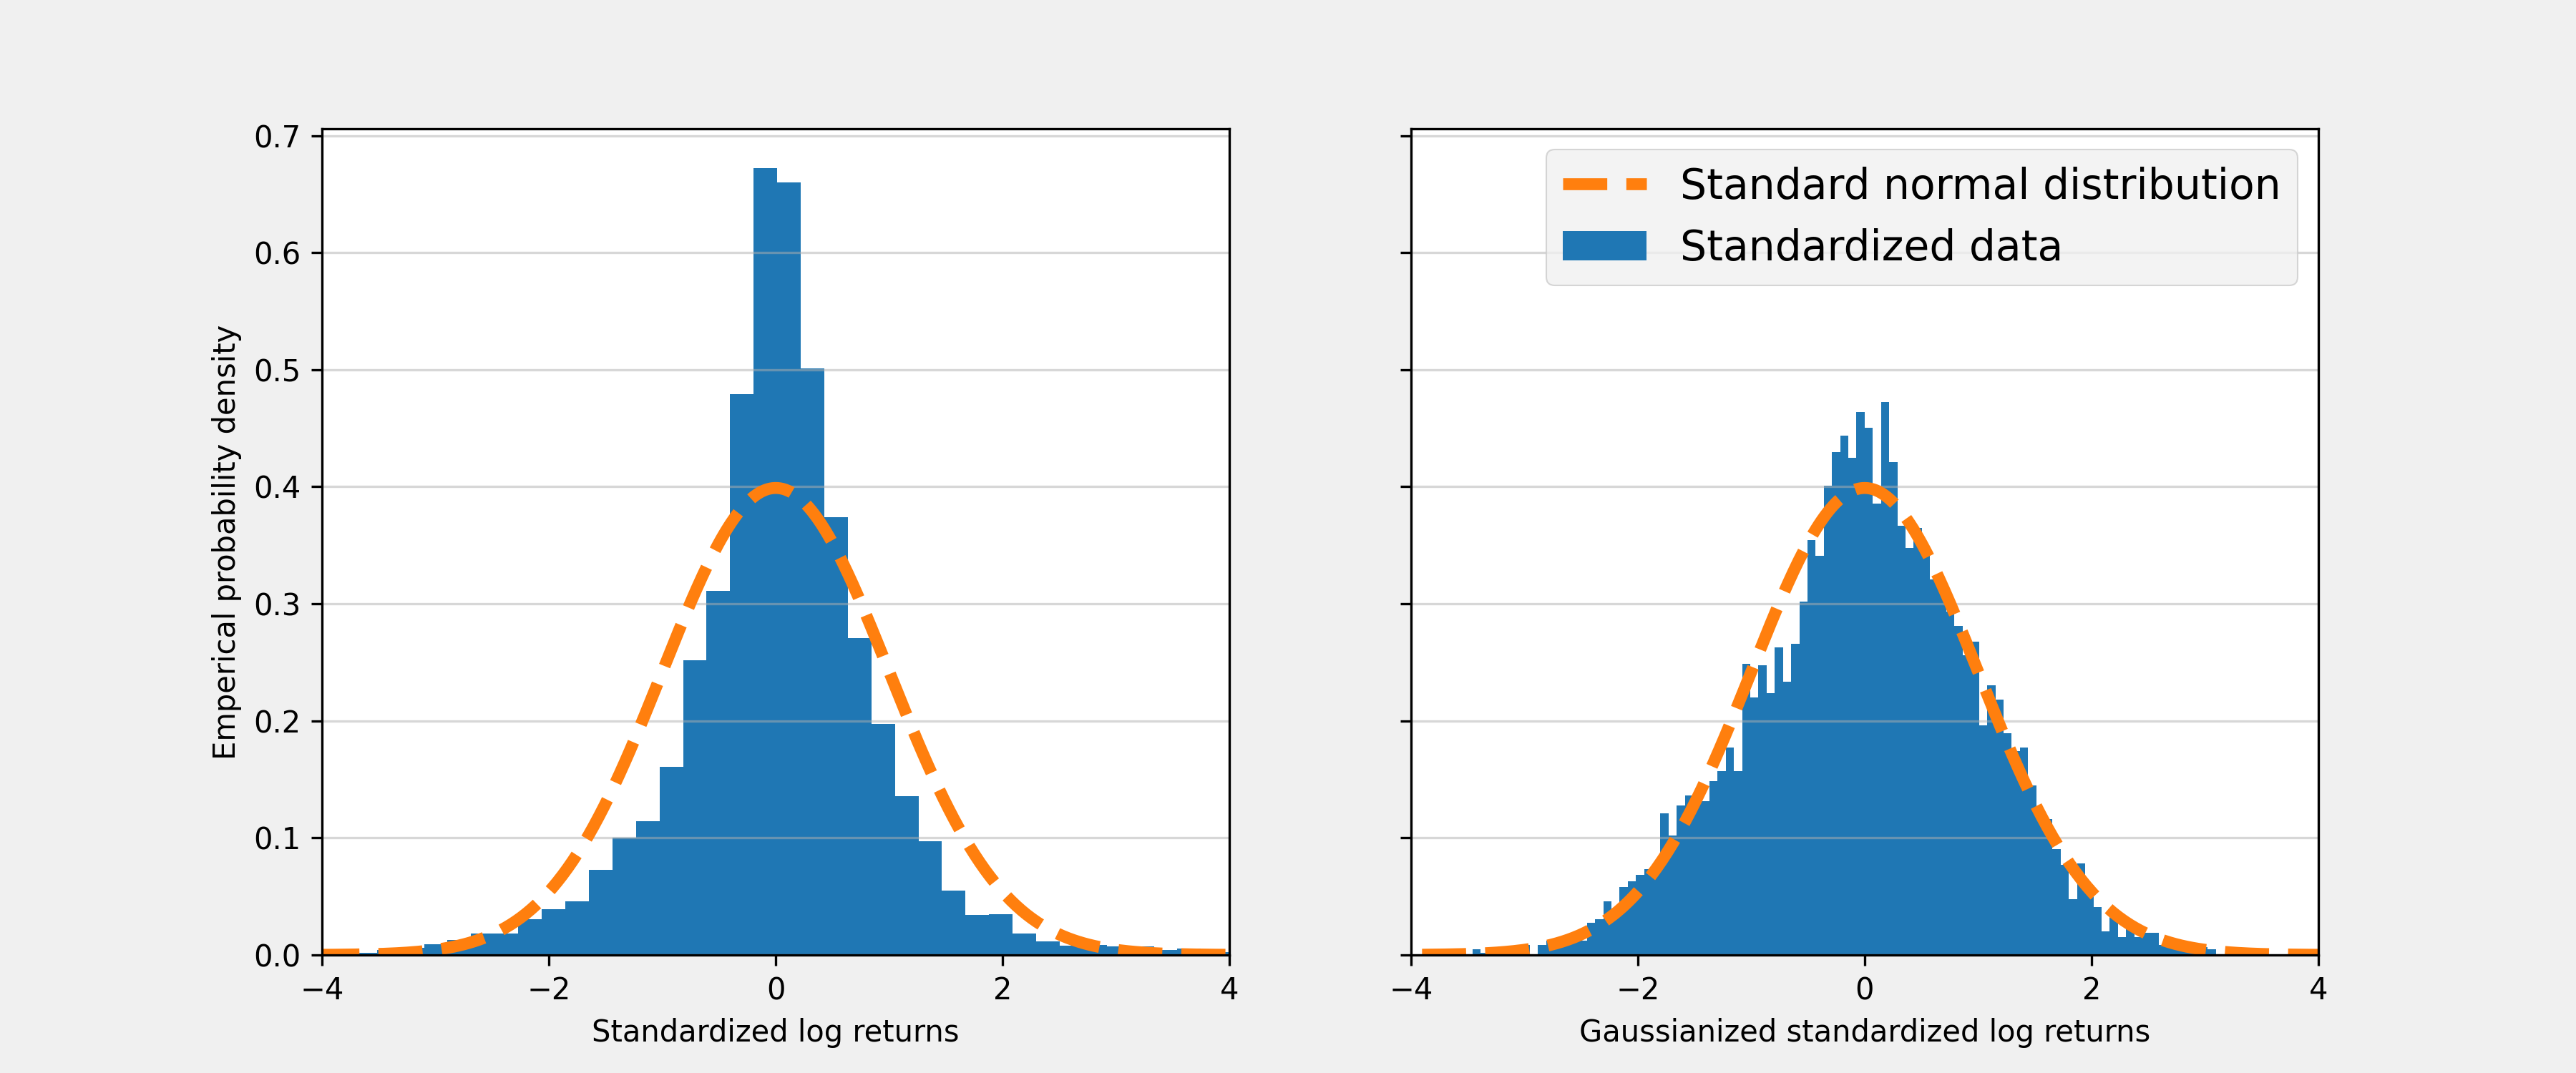 Emperical probability density
0.7
0.6
0.5
0.4
0.3
0.2
0.1
0.0
−4 −2 0 2 4
Standardized log returns
Standard normal distribution
Standardized data
−4 −2 0 2 4
Gaussianized standardized log returns